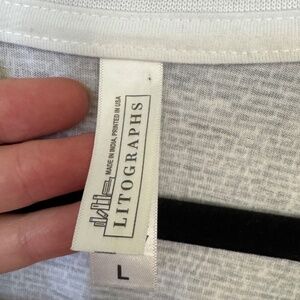 MADE IN INDIA, PRINTED IN USA
LITOGRAPHS
L